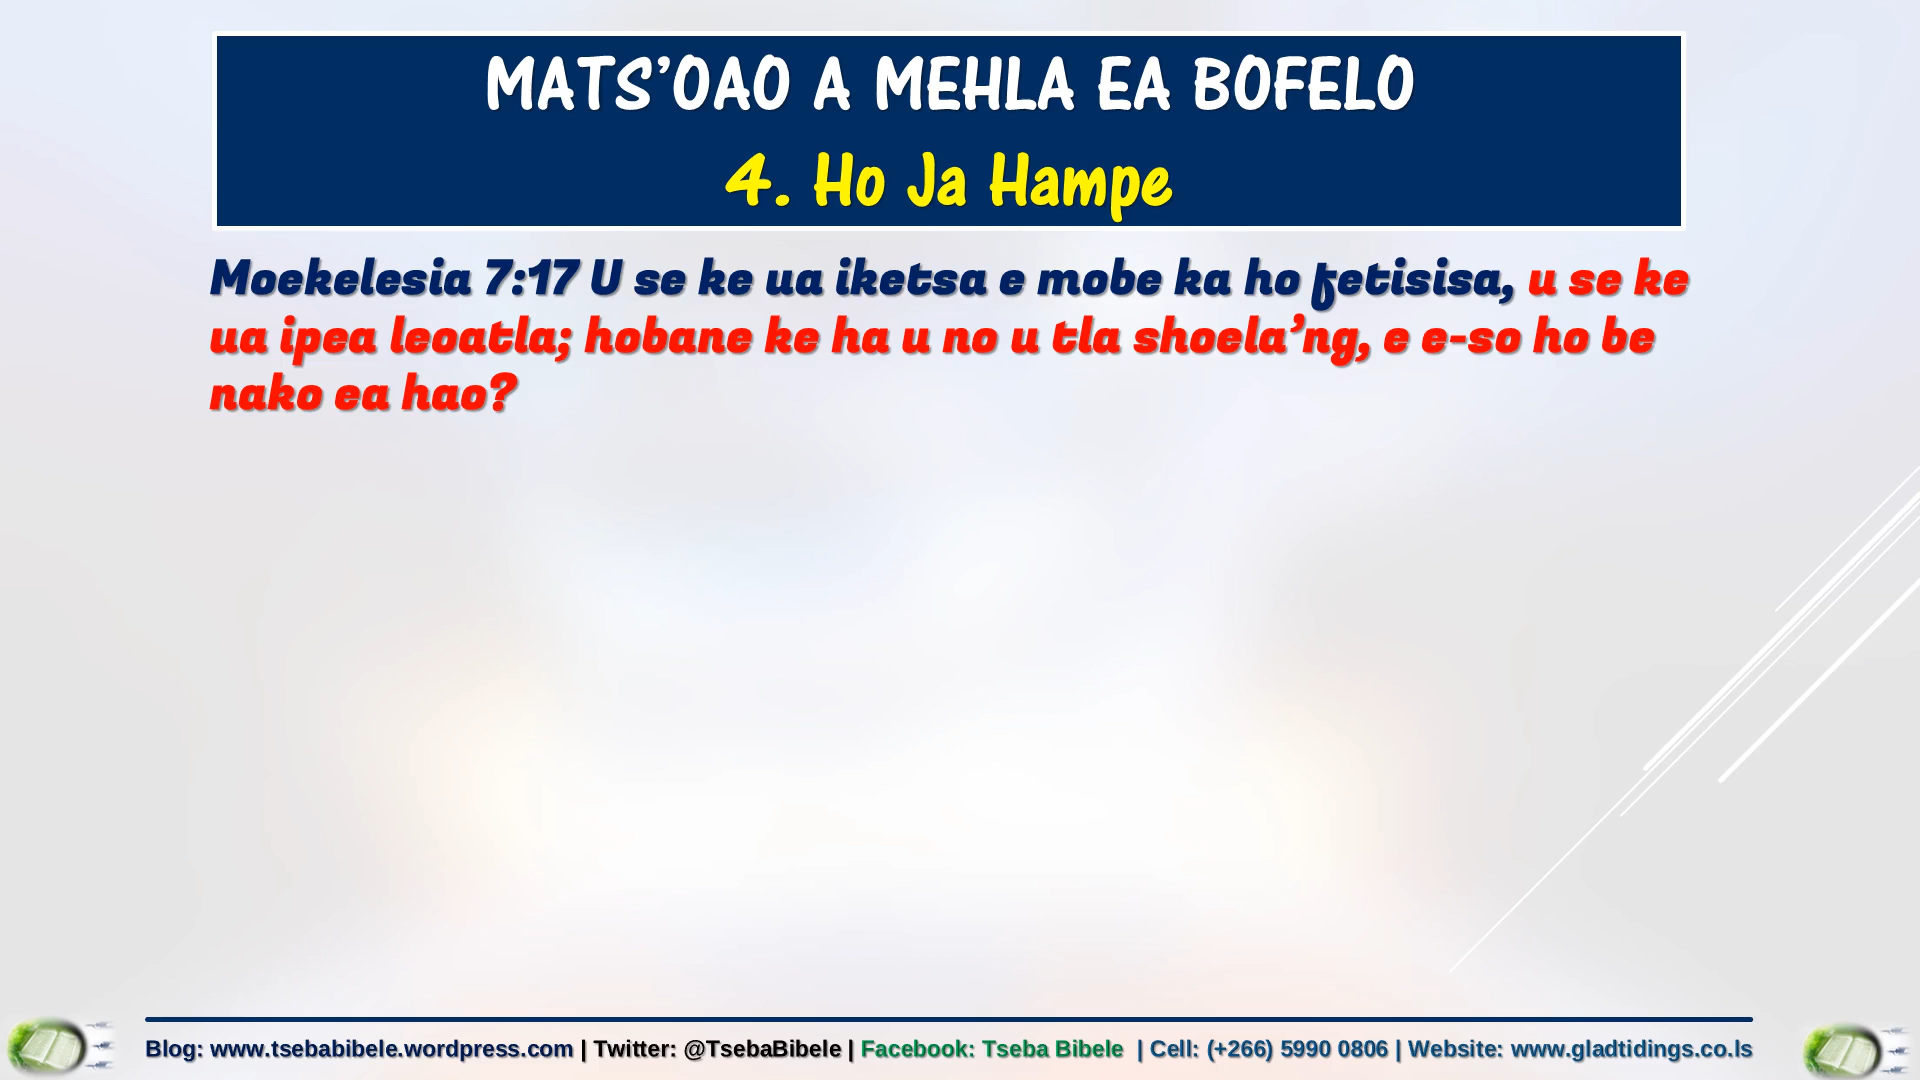 MATS’OAO A MEHLA EA BOFELO
4. Ho Ja Hampe
Moekelesia 7:17 U se ke ua iketsa e mobe ka ho fetisisa, u se ke
ua ipea leoatla; hobane ke ha u no u tla shoela’ng, e e-so ho be
nako ea hao?
Blog: www.tsebabibele.wordpress.com | Twitter: @TsebaBibele | Facebook: Tseba Bibele | Cell: (+266) 5990 0806 | Website: www.gladtidings.co.ls